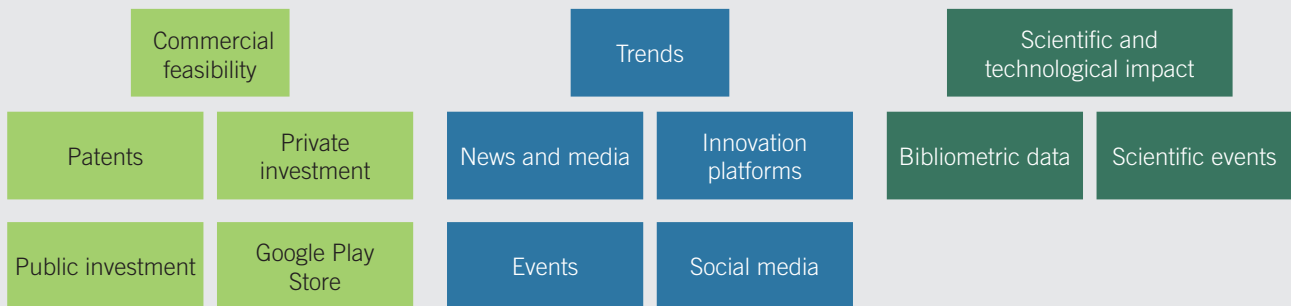 Commercial
feasibility
Trends
Scientific and
technological impact
Patents
Private
investment
News and media
Innovation
platforms
Bibliometric data
Scientific events
Public investment
Google Play
Store
Events
Social media